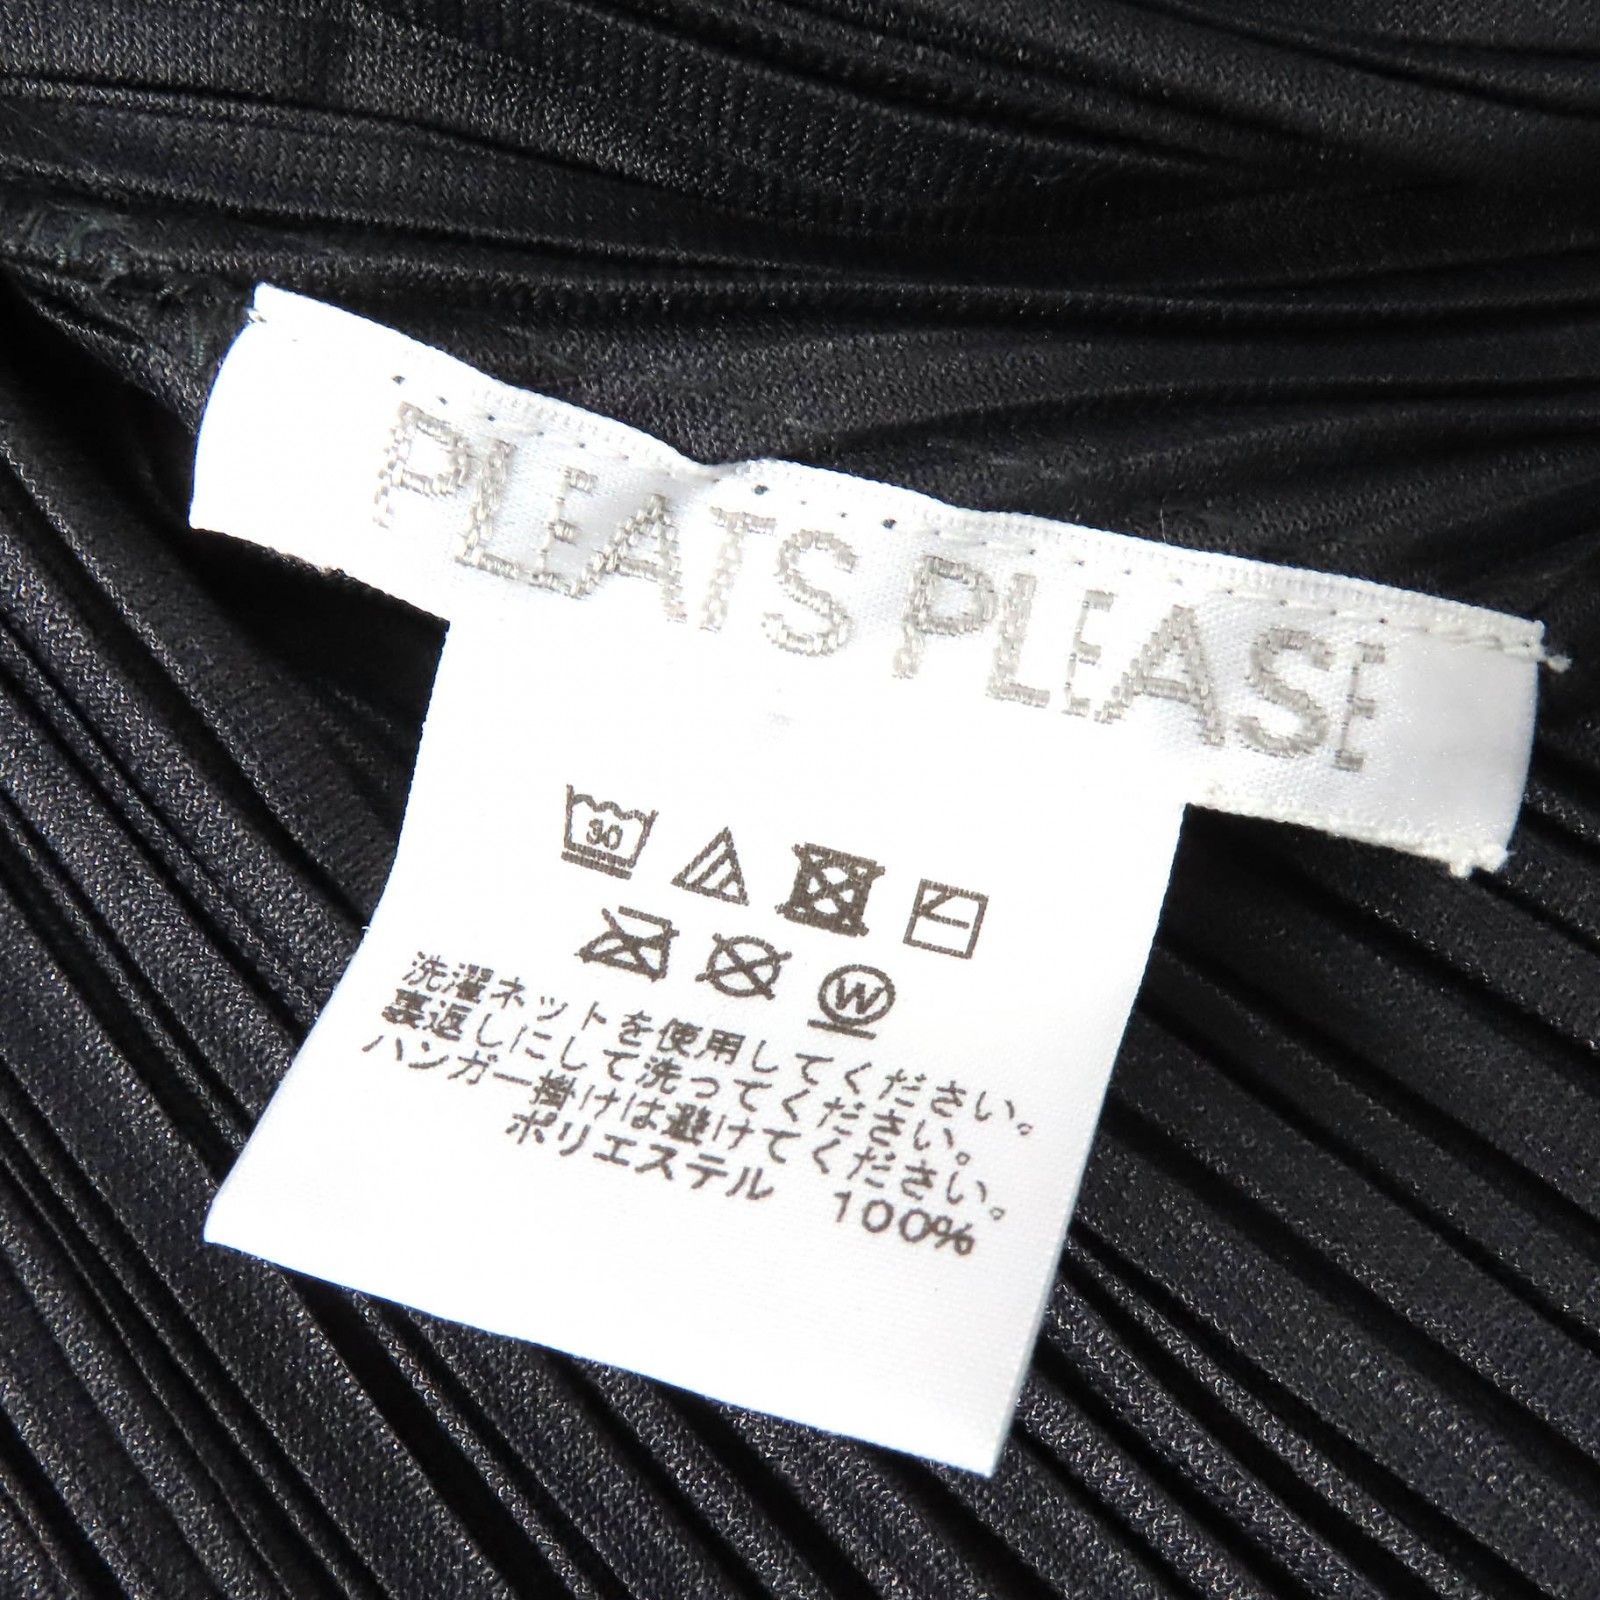 PLEATS PLEASE
30
W
洗濯ネットを使用してください。
裏返しにして洗ってください。
ハンガー掛けは避けてください。
ポリエステル 100%